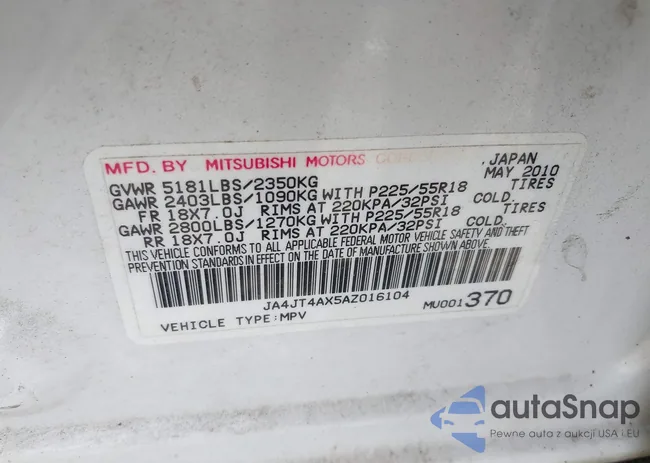 MFD. BY MITSUBISHI MOTORS CORP. JAPAN
GVWR 5181LBS/2350KG MAY 2010
GAWR 2403LBS/1090KG WITH P225/55R18 TIRES
FR 18X7.0J RIMS AT 220KPA/32PSI COLD.
GAWR 2800LBS/1270KG WITH P225/55R18 TIRES
RR 18X7.0J RIMS AT 220KPA/32PSI COLD.
THIS VEHICLE CONFORMS TO ALL APPLICABLE FEDERAL MOTOR VEHICLE SAFETY AND THEFT
PREVENTION STANDARDS IN EFFECT ON THE DATE OF MANUFACTURE SHOWN ABOVE.
JA4JT4AX5AZ016104
VEHICLE TYPE:MPV MU001370
autaSnap
Pewne auta z aukcji USA i EU